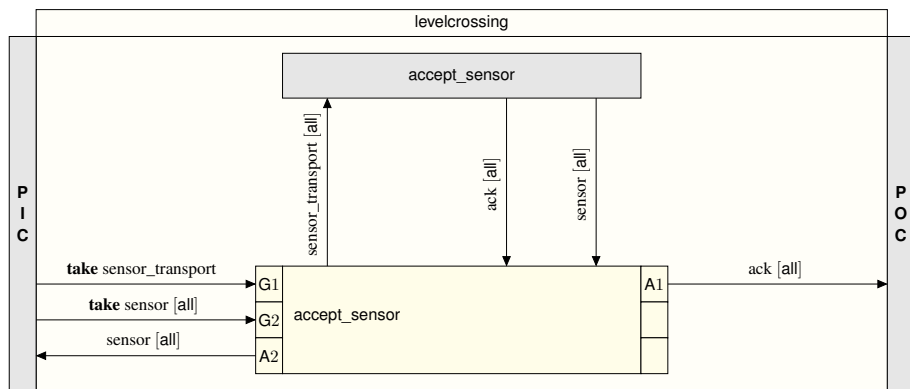 levelcrossing
accept_sensor
sensor_transport [all]
ack [all]
sensor [all]
P
I
C
P
O
C
take sensor_transport
G1
A1
ack [all]
take sensor [all]
G2
accept_sensor
sensor [all]
A2